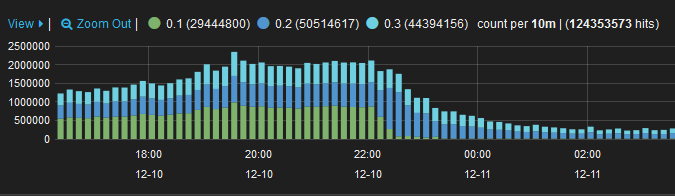 View ▸ | Zoom Out | 0.1 (29444800) 0.2 (50514617) 0.3 (44394156) count per 10m | (124353573 hits)
2500000
2000000
1500000
1000000
500000
0
18:00 20:00 22:00 00:00 02:00
12-10 12-10 12-10 12-11 12-11